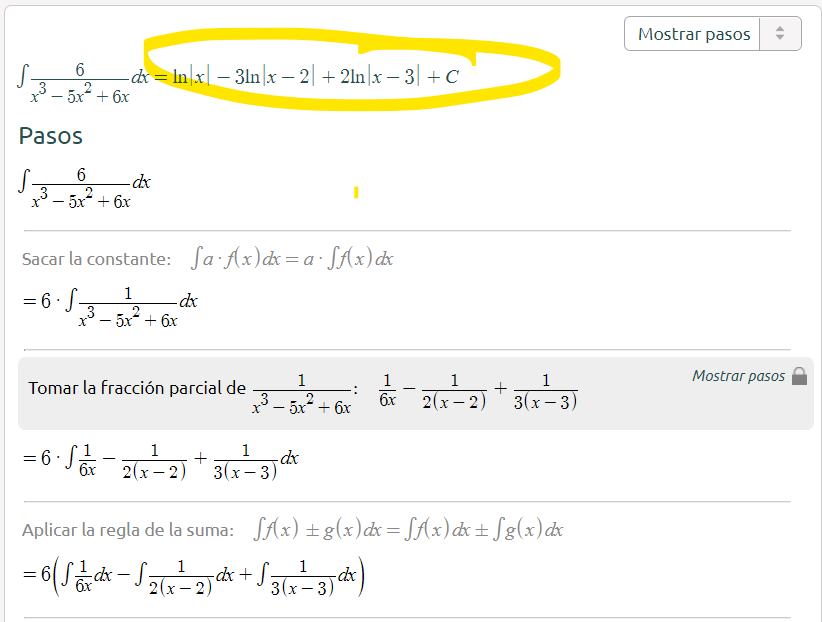 Mostrar pasos
∫ 6/(x³ − 5x² + 6x) dx = ln|x| − 3ln|x − 2| + 2ln|x − 3| + C
Pasos
∫ 6/(x³ − 5x² + 6x) dx
Sacar la constante: ∫a · f(x)dx = a · ∫f(x)dx
= 6 · ∫ 1/(x³ − 5x² + 6x) dx
Mostrar pasos
Tomar la fracción parcial de 1/(x³ − 5x² + 6x): 1/(6x) − 1/(2(x − 2)) + 1/(3(x − 3))
= 6 · ∫ 1/(6x) − 1/(2(x − 2)) + 1/(3(x − 3)) dx
Aplicar la regla de la suma: ∫f(x) ± g(x)dx = ∫f(x)dx ± ∫g(x)dx
= 6(∫ 1/(6x) dx − ∫ 1/(2(x − 2)) dx + ∫ 1/(3(x − 3)) dx)